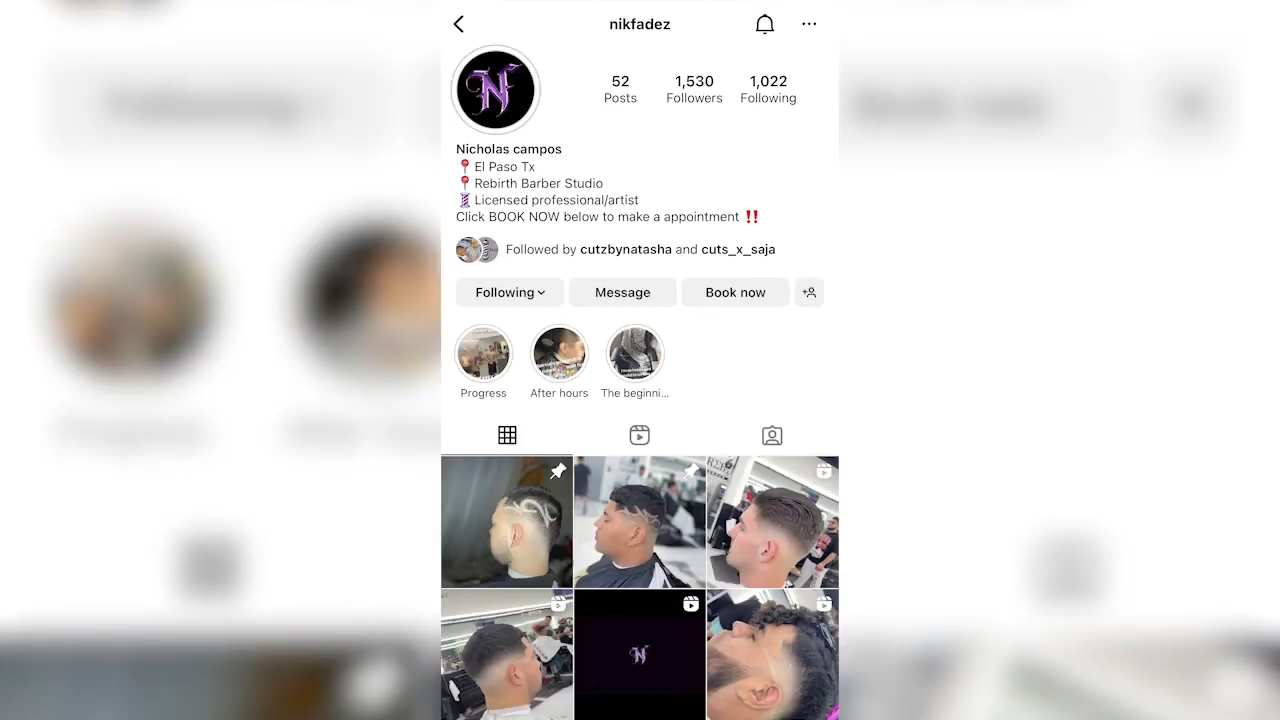 nikfadez
52 1,530 1,022
Posts Followers Following
Nicholas campos
📍 El Paso Tx
📍 Rebirth Barber Studio
💈 Licensed professional/artist
Click BOOK NOW below to make a appointment ‼️
Followed by cutzbynatasha and cuts_x_saja
Following Message Book now
Progress After hours The beginni...
N